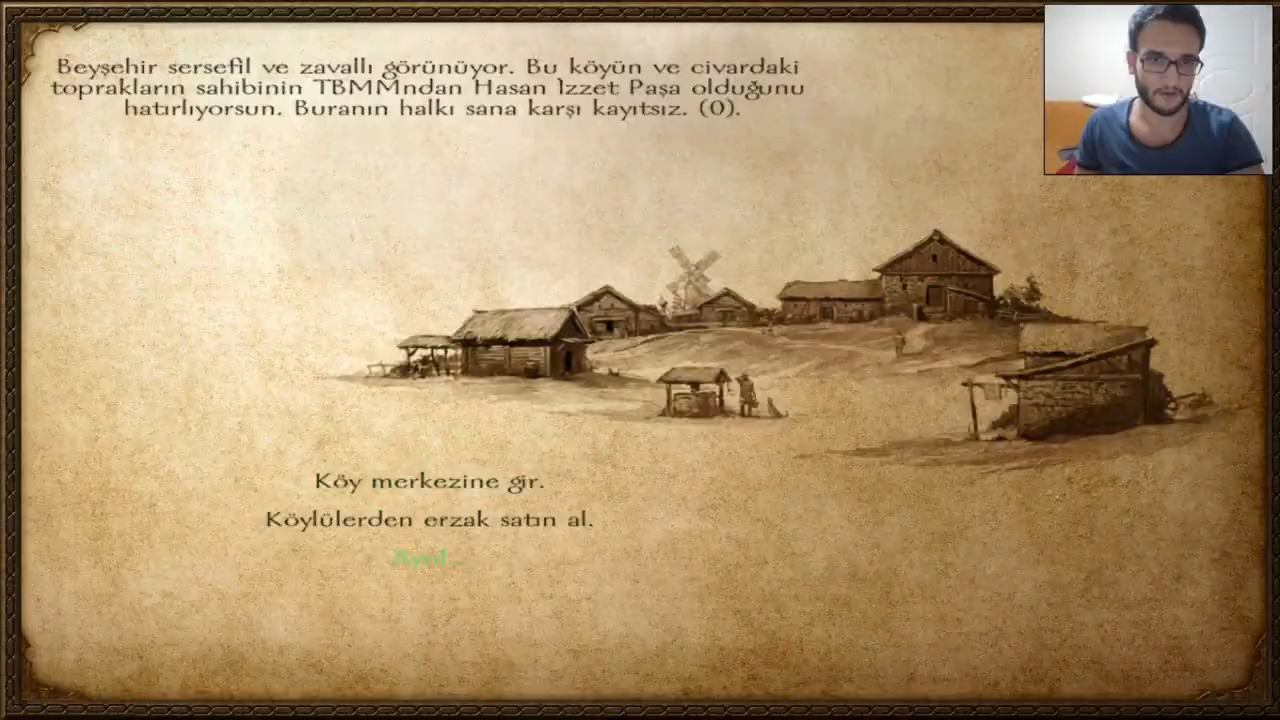 Beyşehir sersefil ve zavallı görünüyor. Bu köyün ve civardaki
toprakların sahibinin TBMMndan Hasan İzzet Paşa olduğunu
hatırlıyorsun. Buranın halkı sana karşı kayıtsız. (0).
Köy merkezine gir.
Köylülerden erzak satın al.
Ayrıl..